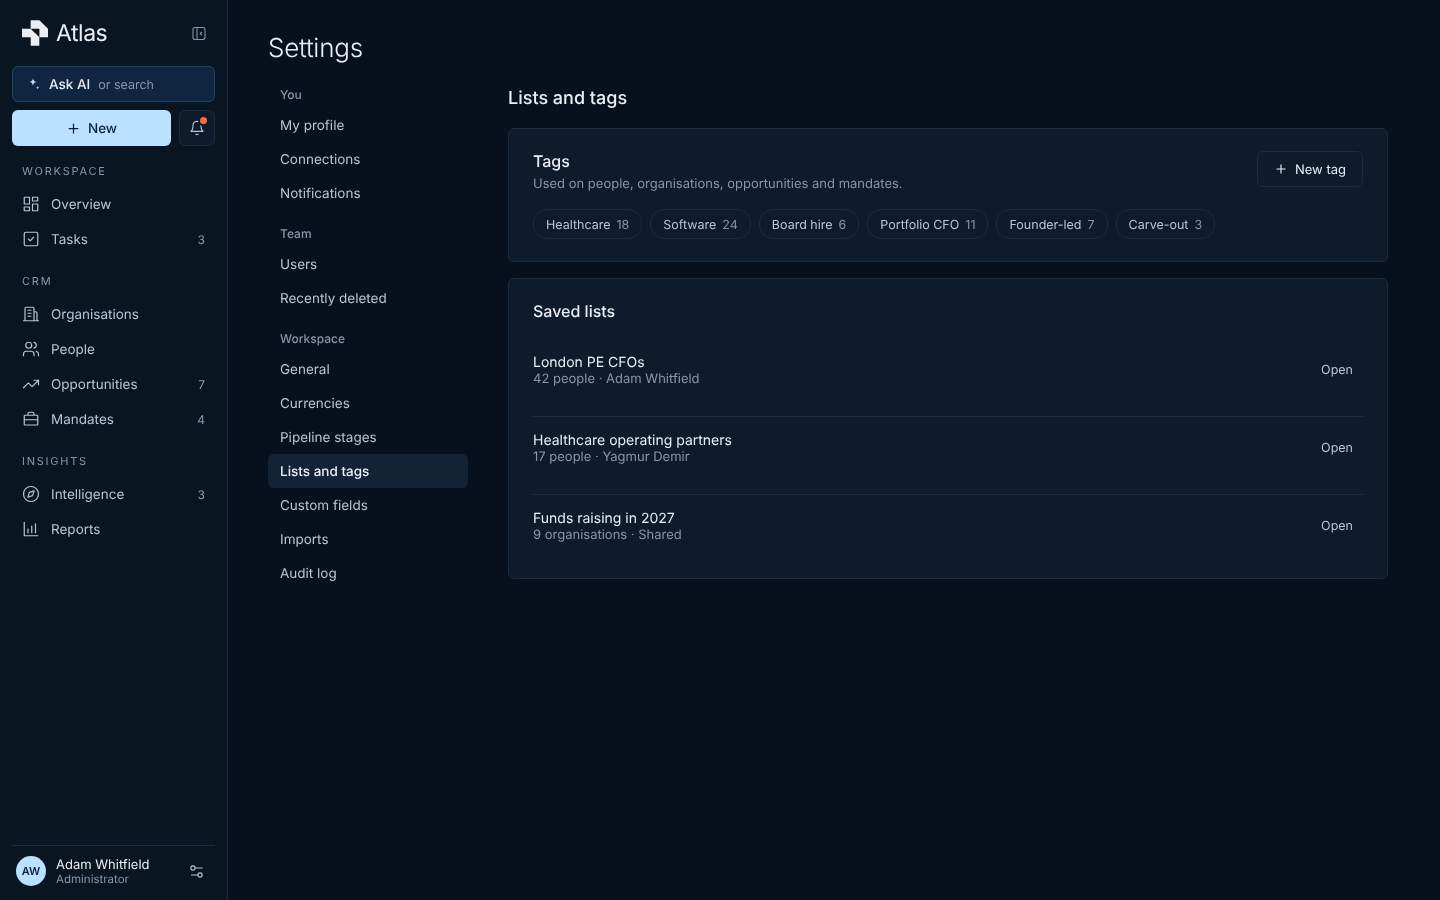 Atlas
Ask AI or search
New
WORKSPACE
Overview
Tasks 3
CRM
Organisations
People
Opportunities 7
Mandates 4
INSIGHTS
Intelligence 3
Reports
AW
Adam Whitfield
Administrator
Settings
You
My profile
Connections
Notifications
Team
Users
Recently deleted
Workspace
General
Currencies
Pipeline stages
Lists and tags
Custom fields
Imports
Audit log
Lists and tags
Tags
Used on people, organisations, opportunities and mandates.
New tag
Healthcare 18 Software 24 Board hire 6 Portfolio CFO 11 Founder-led 7 Carve-out 3
Saved lists
London PE CFOs
42 people · Adam Whitfield
Open
Healthcare operating partners
17 people · Yagmur Demir
Open
Funds raising in 2027
9 organisations · Shared
Open